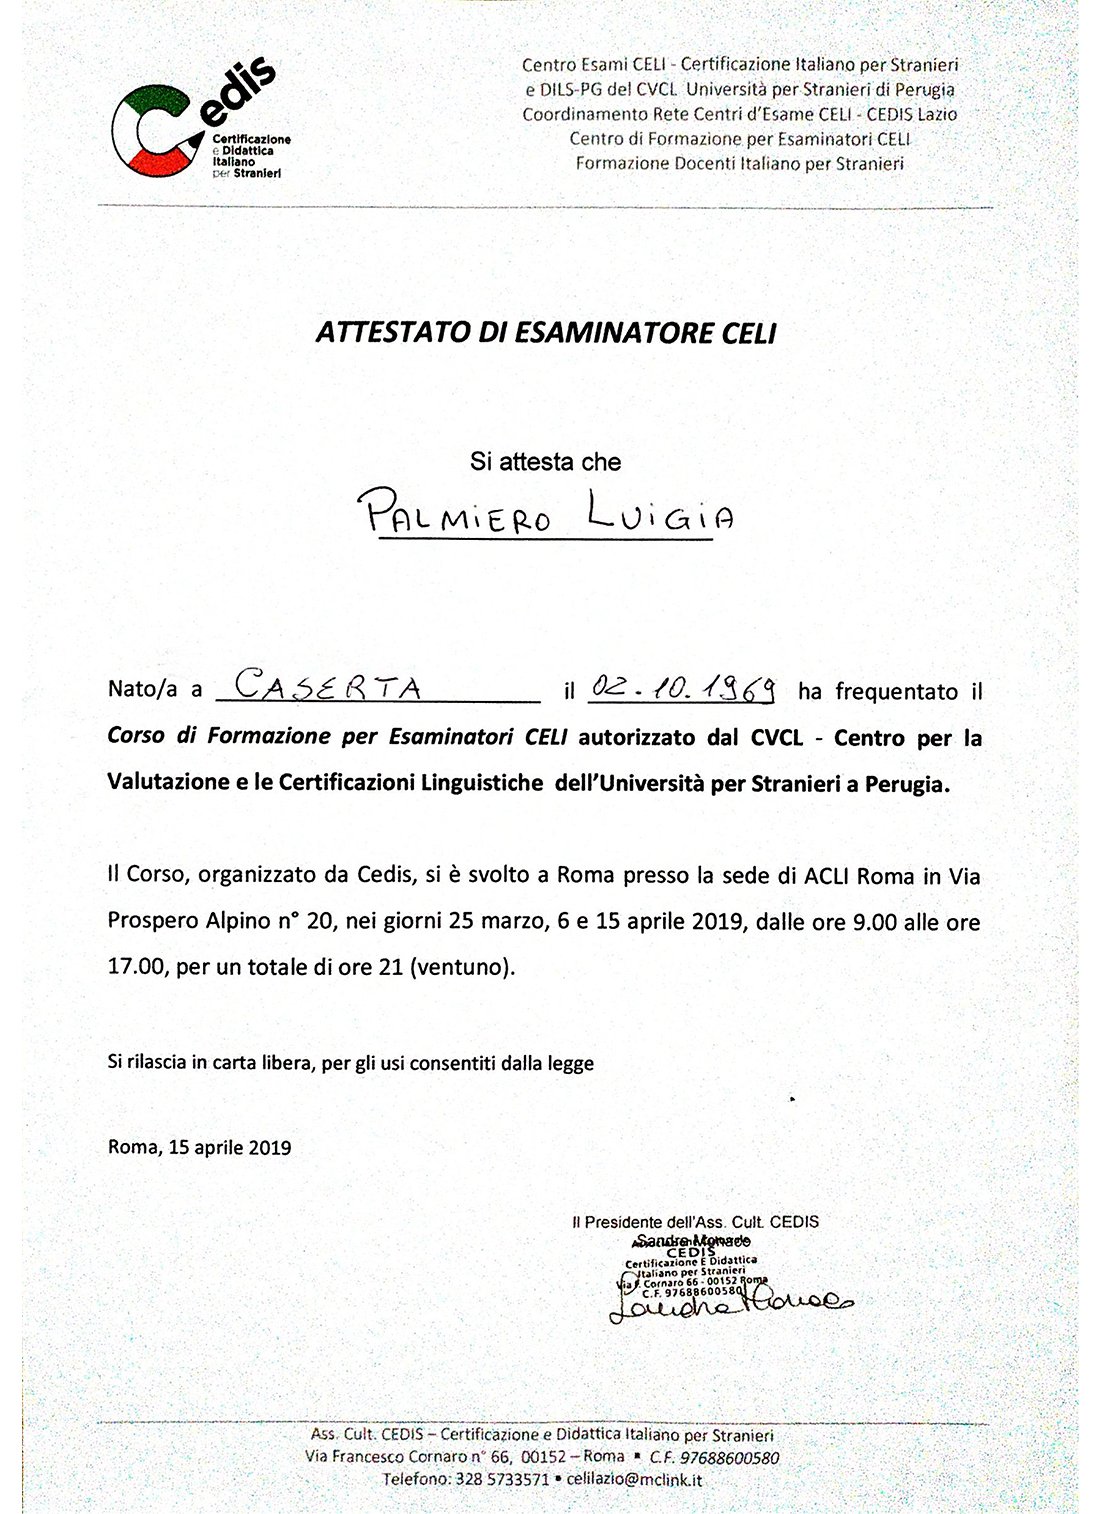 Cedis
Certificazione
e Didattica
Italiano
per Stranieri
Centro Esami CELI - Certificazione Italiano per Stranieri
e DILS-PG del CVCL Università per Stranieri di Perugia
Coordinamento Rete Centri d'Esame CELI - CEDIS Lazio
Centro di Formazione per Esaminatori CELI
Formazione Docenti Italiano per Stranieri
ATTESTATO DI ESAMINATORE CELI
Si attesta che
PALMIERO LUIGIA
Nato/a a CASERTA il 02.10.1969 ha frequentato il
Corso di Formazione per Esaminatori CELI autorizzato dal CVCL - Centro per la
Valutazione e le Certificazioni Linguistiche dell'Università per Stranieri a Perugia.
Il Corso, organizzato da Cedis, si è svolto a Roma presso la sede di ACLI Roma in Via
Prospero Alpino n° 20, nei giorni 25 marzo, 6 e 15 aprile 2019, dalle ore 9.00 alle ore
17.00, per un totale di ore 21 (ventuno).
Si rilascia in carta libera, per gli usi consentiti dalla legge
Roma, 15 aprile 2019
Il Presidente dell'Ass. Cult. CEDIS
Sandra Monaco
CEDIS
Certificazione E Didattica
Italiano per Stranieri
Via F. Cornaro 66 - 00152 Roma
C.F. 97688600580
Sandra Monaco
Ass. Cult. CEDIS – Certificazione e Didattica Italiano per Stranieri
Via Francesco Cornaro n° 66, 00152 – Roma ▪ C.F. 97688600580
Telefono: 328 5733571 ▪ celilazio@mclink.it